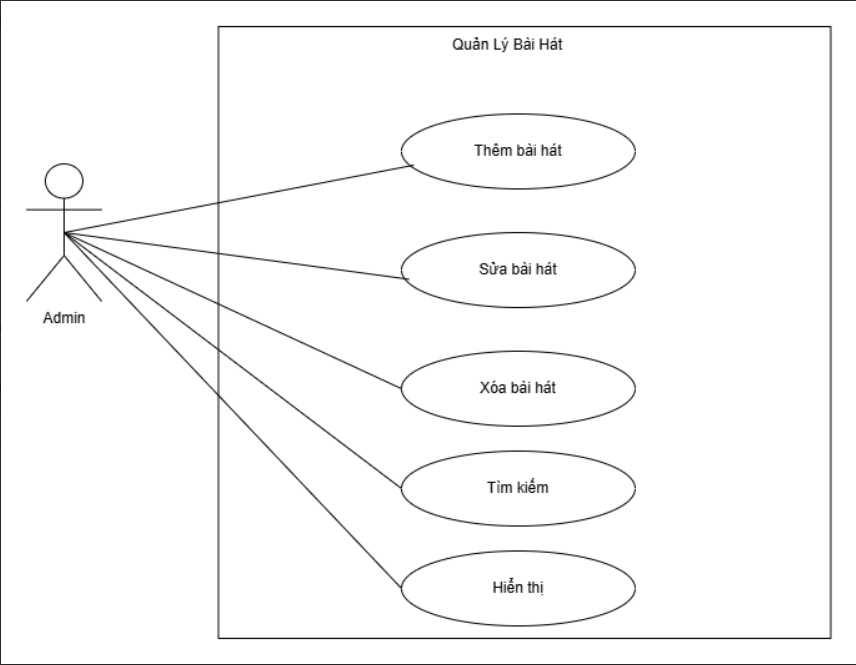 Quản Lý Bài Hát
Thêm bài hát
Sửa bài hát
Admin
Xóa bài hát
Tìm kiếm
Hiển thị